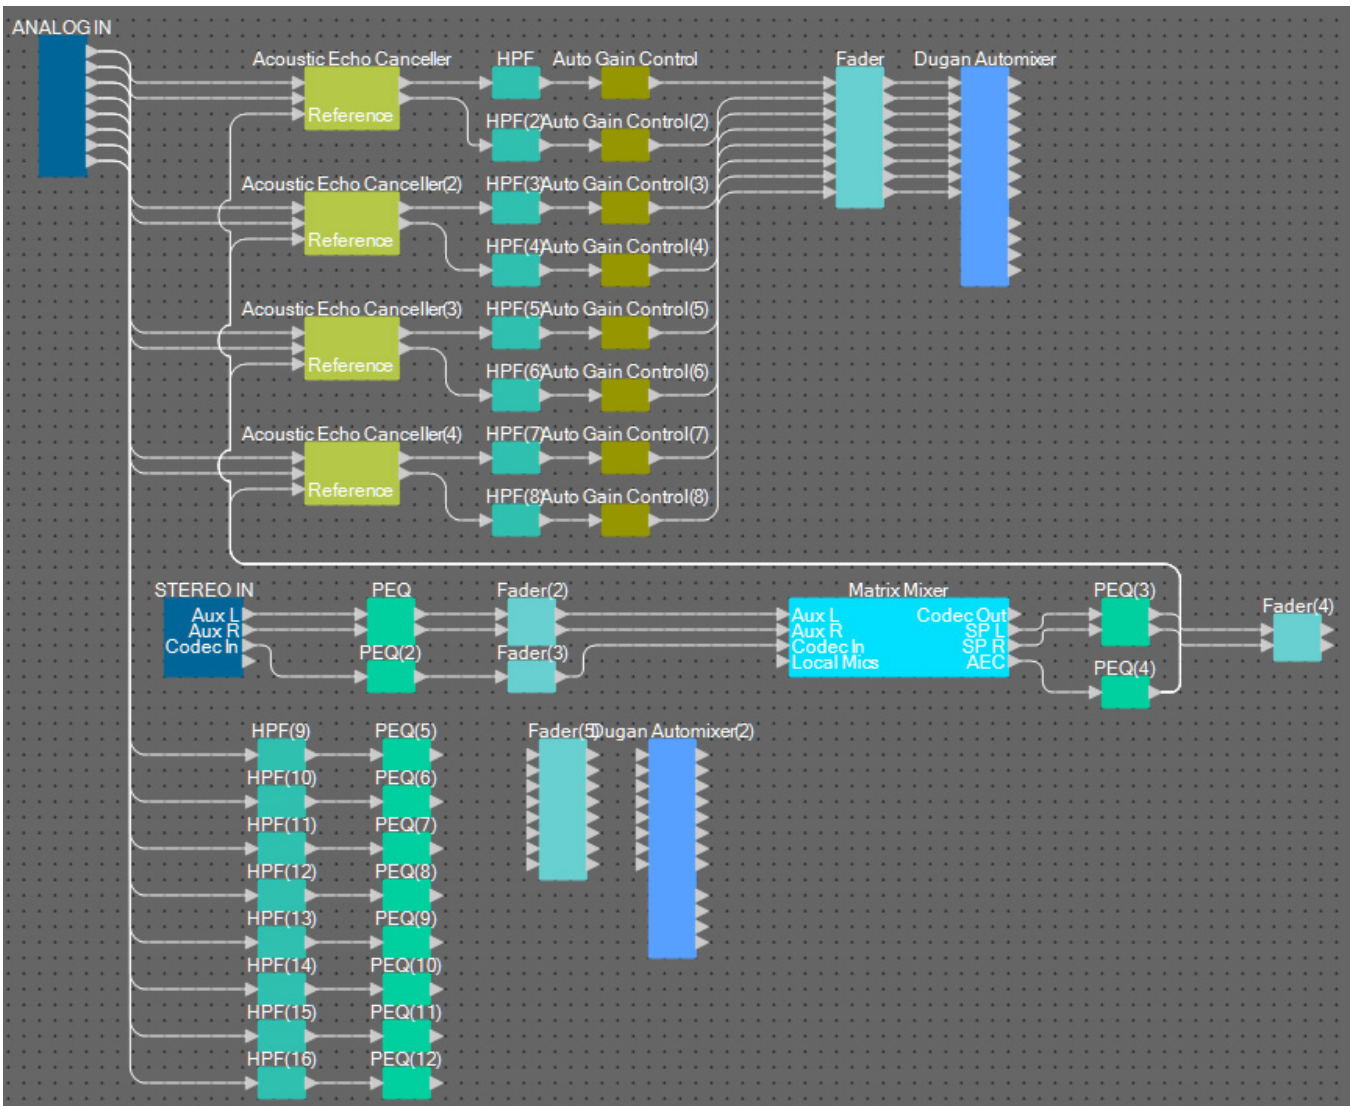 ANALOG IN
Acoustic Echo Canceller
HPF
Auto Gain Control
Fader
Dugan Automixer
Reference
HPF(2)
Auto Gain Control(2)
Acoustic Echo Canceller(2)
HPF(3)
Auto Gain Control(3)
Reference
HPF(4)
Auto Gain Control(4)
Acoustic Echo Canceller(3)
HPF(5)
Auto Gain Control(5)
Reference
HPF(6)
Auto Gain Control(6)
Acoustic Echo Canceller(4)
HPF(7)
Auto Gain Control(7)
Reference
HPF(8)
Auto Gain Control(8)
STEREO IN
Aux L
Aux R
Codec In
PEQ
PEQ(2)
Fader(2)
Fader(3)
Matrix Mixer
Aux L
Aux R
Codec In
Local Mics
Codec Out
SP L
SP R
AEC
PEQ(3)
PEQ(4)
Fader(4)
HPF(9)
PEQ(5)
Fader(5)
Dugan Automixer(2)
HPF(10)
PEQ(6)
HPF(11)
PEQ(7)
HPF(12)
PEQ(8)
HPF(13)
PEQ(9)
HPF(14)
PEQ(10)
HPF(15)
PEQ(11)
HPF(16)
PEQ(12)